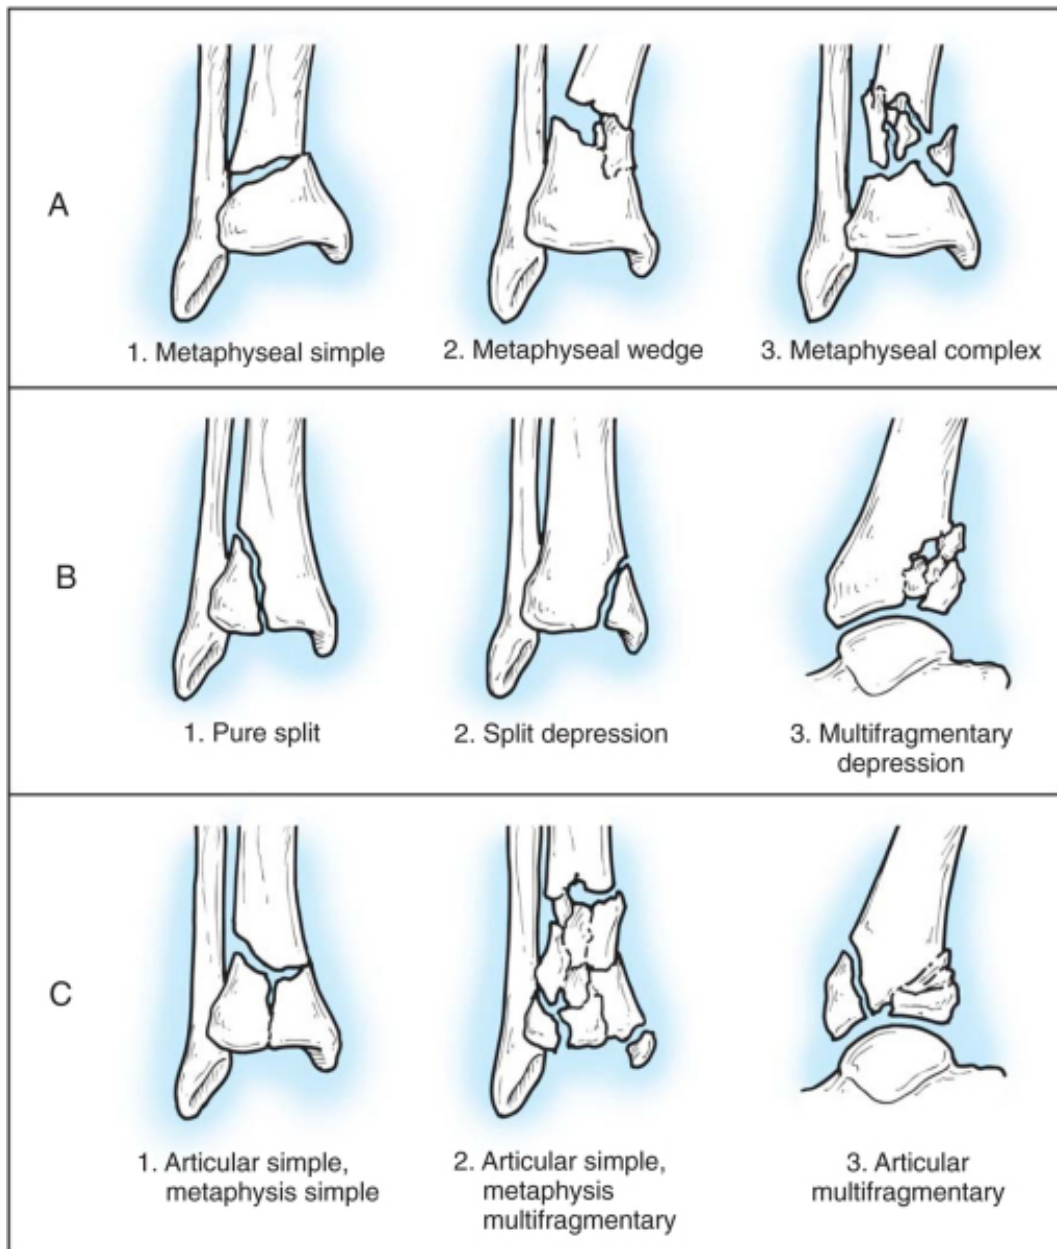 A
1. Metaphyseal simple
2. Metaphyseal wedge
3. Metaphyseal complex
B
1. Pure split
2. Split depression
3. Multifragmentary
depression
C
1. Articular simple,
metaphysis simple
2. Articular simple,
metaphysis
multifragmentary
3. Articular
multifragmentary